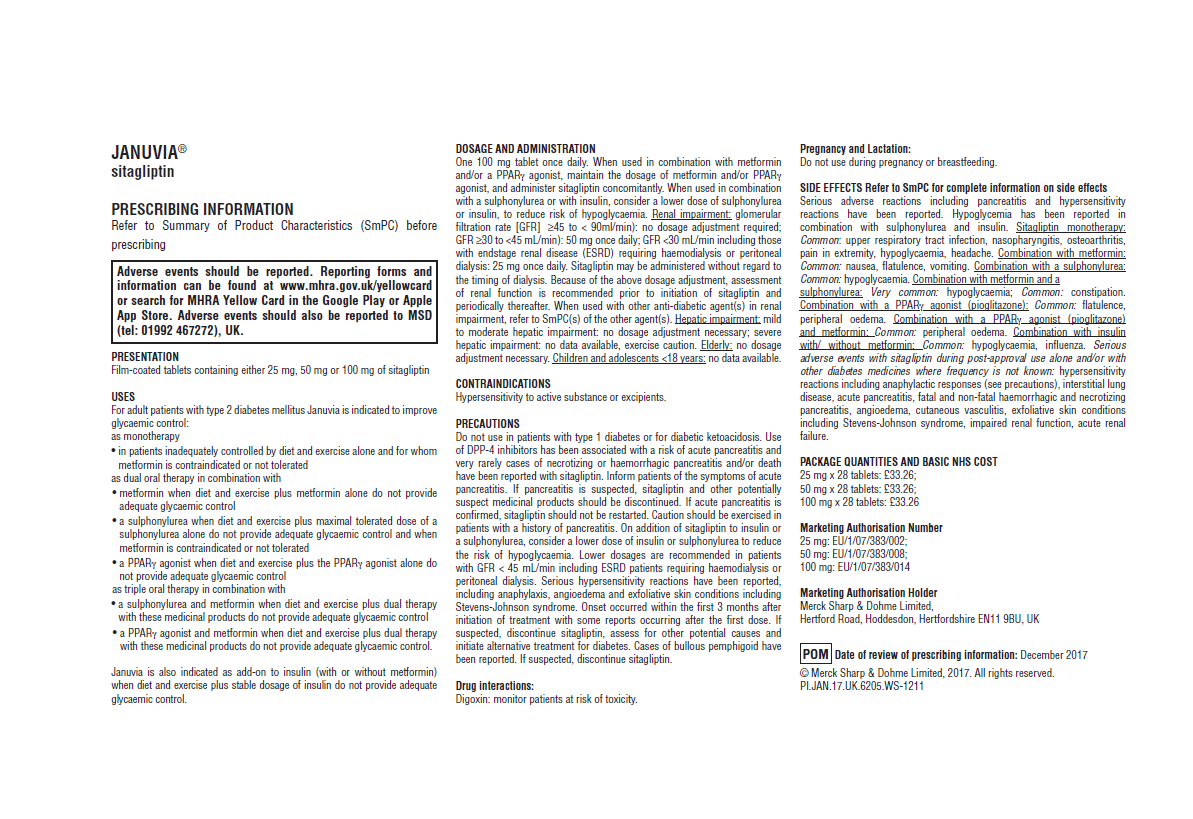 JANUVIA®
sitagliptin
PRESCRIBING INFORMATION
Refer to Summary of Product Characteristics (SmPC) before
prescribing
Adverse events should be reported. Reporting forms and
information can be found at www.mhra.gov.uk/yellowcard
or search for MHRA Yellow Card in the Google Play or Apple
App Store. Adverse events should also be reported to MSD
(tel: 01992 467272), UK.
PRESENTATION
Film-coated tablets containing either 25 mg, 50 mg or 100 mg of sitagliptin
USES
For adult patients with type 2 diabetes mellitus Januvia is indicated to improve
glycaemic control:
as monotherapy
• in patients inadequately controlled by diet and exercise alone and for whom
metformin is contraindicated or not tolerated
as dual oral therapy in combination with
• metformin when diet and exercise plus metformin alone do not provide
adequate glycaemic control
• a sulphonylurea when diet and exercise plus maximal tolerated dose of a
sulphonylurea alone do not provide adequate glycaemic control and when
metformin is contraindicated or not tolerated
• a PPARγ agonist when diet and exercise plus the PPARγ agonist alone do
not provide adequate glycaemic control
as triple oral therapy in combination with
• a sulphonylurea and metformin when diet and exercise plus dual therapy
with these medicinal products do not provide adequate glycaemic control
• a PPARγ agonist and metformin when diet and exercise plus dual therapy
with these medicinal products do not provide adequate glycaemic control.
Januvia is also indicated as add-on to insulin (with or without metformin)
when diet and exercise plus stable dosage of insulin do not provide adequate
glycaemic control.
DOSAGE AND ADMINISTRATION
One 100 mg tablet once daily. When used in combination with metformin
and/or a PPARγ agonist, maintain the dosage of metformin and/or PPARγ
agonist, and administer sitagliptin concomitantly. When used in combination
with a sulphonylurea or with insulin, consider a lower dose of sulphonylurea
or insulin, to reduce risk of hypoglycaemia. Renal impairment: glomerular
filtration rate [GFR] ≥45 to < 90ml/min): no dosage adjustment required;
GFR ≥30 to <45 mL/min): 50 mg once daily; GFR <30 mL/min including those
with endstage renal disease (ESRD) requiring haemodialysis or peritoneal
dialysis: 25 mg once daily. Sitagliptin may be administered without regard to
the timing of dialysis. Because of the above dosage adjustment, assessment
of renal function is recommended prior to initiation of sitagliptin and
periodically thereafter. When used with other anti-diabetic agent(s) in renal
impairment, refer to SmPC(s) of the other agent(s). Hepatic impairment: mild
to moderate hepatic impairment: no dosage adjustment necessary; severe
hepatic impairment: no data available, exercise caution. Elderly: no dosage
adjustment necessary. Children and adolescents <18 years: no data available.
CONTRAINDICATIONS
Hypersensitivity to active substance or excipients.
PRECAUTIONS
Do not use in patients with type 1 diabetes or for diabetic ketoacidosis. Use
of DPP-4 inhibitors has been associated with a risk of acute pancreatitis and
very rarely cases of necrotizing or haemorrhagic pancreatitis and/or death
have been reported with sitagliptin. Inform patients of the symptoms of acute
pancreatitis. If pancreatitis is suspected, sitagliptin and other potentially
suspect medicinal products should be discontinued. If acute pancreatitis is
confirmed, sitagliptin should not be restarted. Caution should be exercised in
patients with a history of pancreatitis. On addition of sitagliptin to insulin or
a sulphonylurea, consider a lower dose of insulin or sulphonylurea to reduce
the risk of hypoglycaemia. Lower dosages are recommended in patients
with GFR < 45 mL/min including ESRD patients requiring haemodialysis or
peritoneal dialysis. Serious hypersensitivity reactions have been reported,
including anaphylaxis, angioedema and exfoliative skin conditions including
Stevens-Johnson syndrome. Onset occurred within the first 3 months after
initiation of treatment with some reports occurring after the first dose. If
suspected, discontinue sitagliptin, assess for other potential causes and
initiate alternative treatment for diabetes. Cases of bullous pemphigoid have
been reported. If suspected, discontinue sitagliptin.
Drug interactions:
Digoxin: monitor patients at risk of toxicity.
Pregnancy and Lactation:
Do not use during pregnancy or breastfeeding.
SIDE EFFECTS Refer to SmPC for complete information on side effects
Serious adverse reactions including pancreatitis and hypersensitivity
reactions have been reported. Hypoglycemia has been reported in
combination with sulphonylurea and insulin. Sitagliptin monotherapy:
Common: upper respiratory tract infection, nasopharyngitis, osteoarthritis,
pain in extremity, hypoglycaemia, headache. Combination with metformin:
Common: nausea, flatulence, vomiting. Combination with a sulphonylurea:
Common: hypoglycaemia. Combination with metformin and a
sulphonylurea: Very common: hypoglycaemia; Common: constipation.
Combination with a PPARγ agonist (pioglitazone): Common: flatulence,
peripheral oedema. Combination with a PPARγ agonist (pioglitazone)
and metformin: Common: peripheral oedema. Combination with insulin
with/ without metformin: Common: hypoglycaemia, influenza. Serious
adverse events with sitagliptin during post-approval use alone and/or with
other diabetes medicines where frequency is not known: hypersensitivity
reactions including anaphylactic responses (see precautions), interstitial lung
disease, acute pancreatitis, fatal and non-fatal haemorrhagic and necrotizing
pancreatitis, angioedema, cutaneous vasculitis, exfoliative skin conditions
including Stevens-Johnson syndrome, impaired renal function, acute renal
failure.
PACKAGE QUANTITIES AND BASIC NHS COST
25 mg x 28 tablets: £33.26;
50 mg x 28 tablets: £33.26;
100 mg x 28 tablets: £33.26
Marketing Authorisation Number
25 mg: EU/1/07/383/002;
50 mg: EU/1/07/383/008;
100 mg: EU/1/07/383/014
Marketing Authorisation Holder
Merck Sharp & Dohme Limited,
Hertford Road, Hoddesdon, Hertfordshire EN11 9BU, UK
POM Date of review of prescribing information: December 2017
© Merck Sharp & Dohme Limited, 2017. All rights reserved.
PI.JAN.17.UK.6205.WS-1211